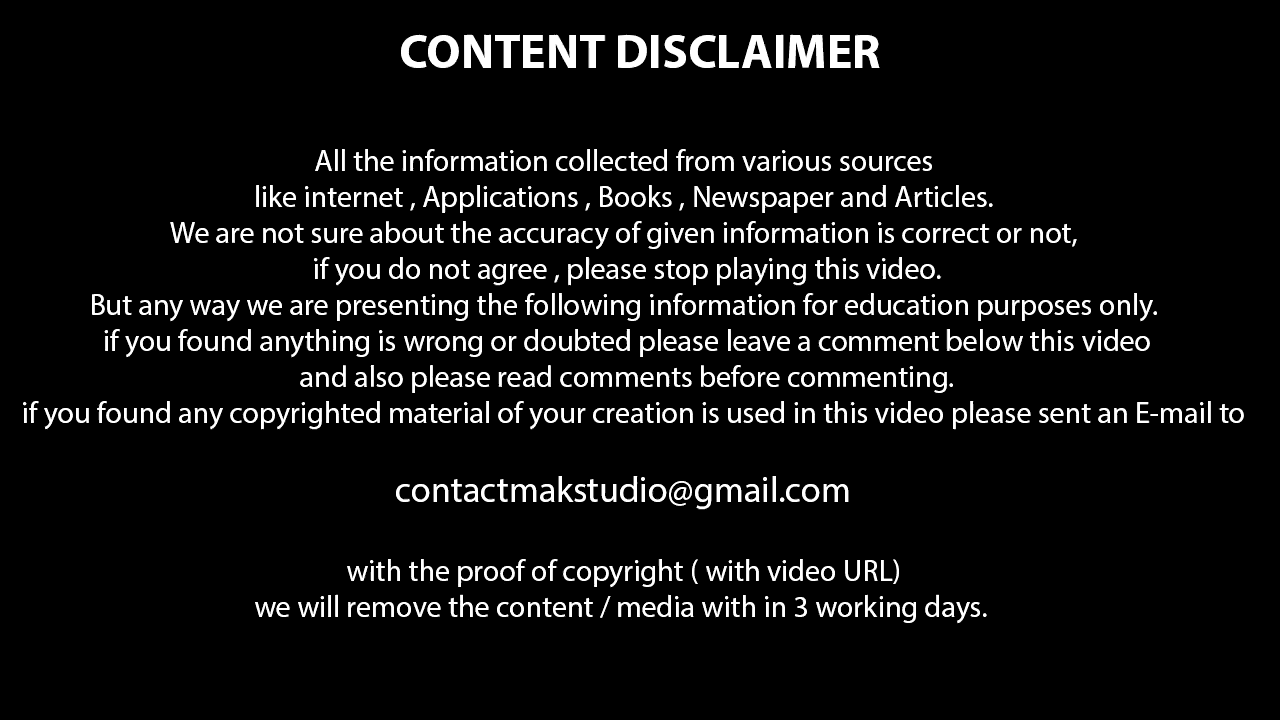 CONTENT DISCLAIMER
All the information collected from various sources
like internet , Applications , Books , Newspaper and Articles.
We are not sure about the accuracy of given information is correct or not,
if you do not agree , please stop playing this video.
But any way we are presenting the following information for education purposes only.
if you found anything is wrong or doubted please leave a comment below this video
and also please read comments before commenting.
if you found any copyrighted material of your creation is used in this video please sent an E-mail to
contactmakstudio@gmail.com
with the proof of copyright ( with video URL)
we will remove the content / media with in 3 working days.